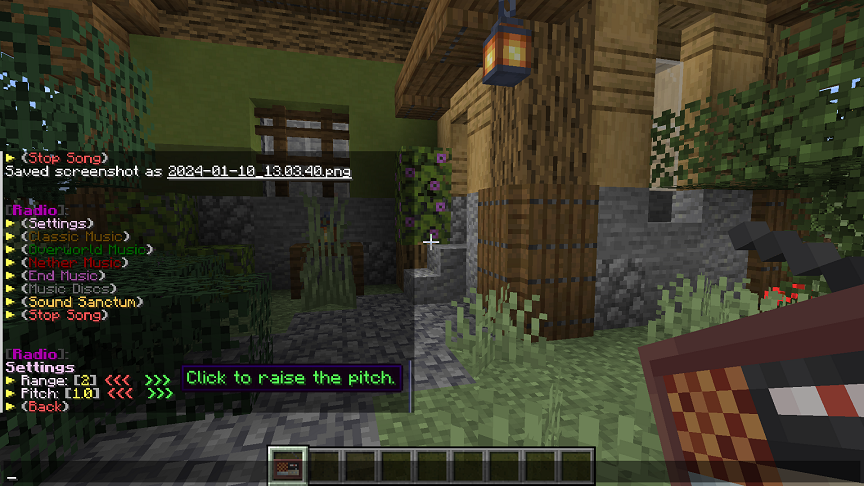 ► (Stop Song)
Saved screenshot as 2024-01-10_13.03.40.png
[Radio]:
► (Settings)
► (Classic Music)
► (Overworld Music)
► (Nether Music)
► (End Music)
► (Music Discs)
► (Sound Sanctum)
► (Stop Song)
[Radio]:
Settings
► Range: [2] <<< >>>
► Pitch: [1.0] <<< >>>
► (Back)
Click to raise the pitch.
_